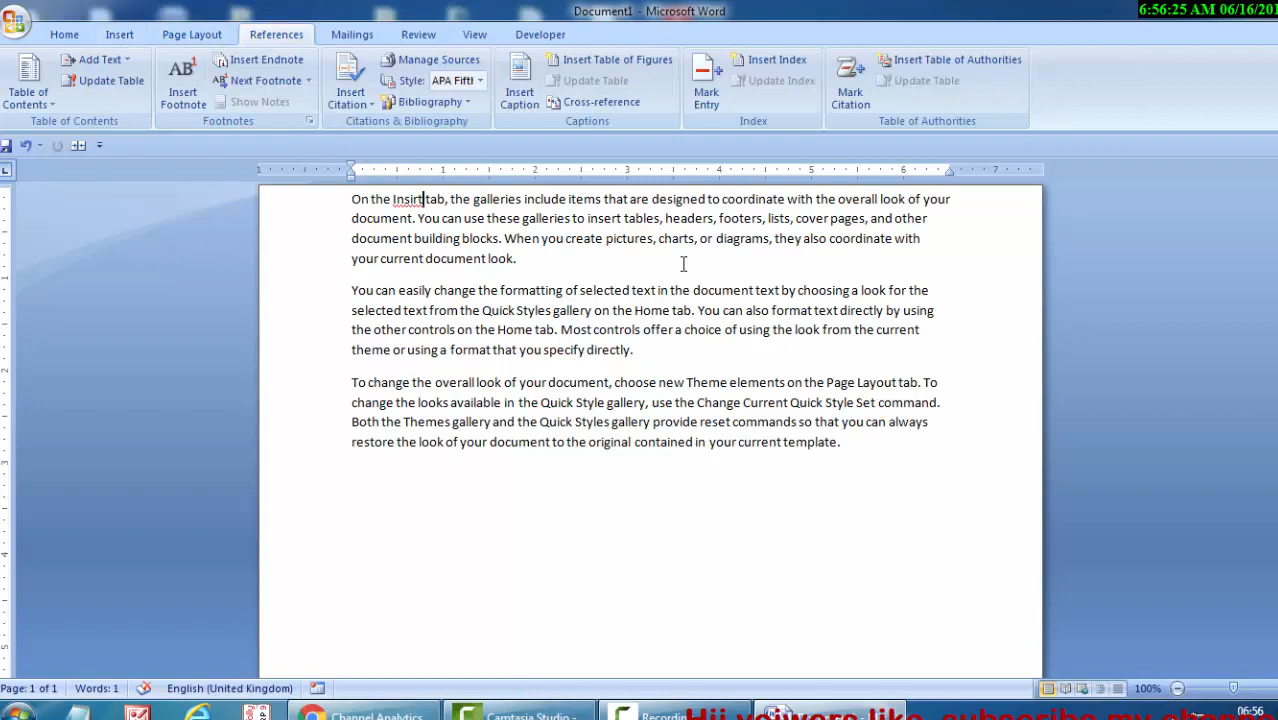 Document1 - Microsoft Word
6:56:25 AM 06/16/201
Home Insert Page Layout References Mailings Review View Developer
Table of Contents
Add Text
Update Table
Table of Contents
AB1
Insert Footnote
Insert Endnote
AB Next Footnote
Show Notes
Footnotes
Insert Citation
Manage Sources
Style: APA Fifth
Bibliography
Citations & Bibliography
Insert Caption
Insert Table of Figures
Update Table
Cross-reference
Captions
Mark Entry
Insert Index
Update Index
Index
Mark Citation
Insert Table of Authorities
Update Table
Table of Authorities
1 1 2 3 4 5 6 7
On the Insirt tab, the galleries include items that are designed to coordinate with the overall look of your
document. You can use these galleries to insert tables, headers, footers, lists, cover pages, and other
document building blocks. When you create pictures, charts, or diagrams, they also coordinate with
your current document look.
You can easily change the formatting of selected text in the document text by choosing a look for the
selected text from the Quick Styles gallery on the Home tab. You can also format text directly by using
the other controls on the Home tab. Most controls offer a choice of using the look from the current
theme or using a format that you specify directly.
To change the overall look of your document, choose new Theme elements on the Page Layout tab. To
change the looks available in the Quick Style gallery, use the Change Current Quick Style Set command.
Both the Themes gallery and the Quick Styles gallery provide reset commands so that you can always
restore the look of your document to the original contained in your current template.
Page: 1 of 1 Words: 1 English (United Kingdom) 100%
Channel Analytics Camtasia Studio - Recording 06:56